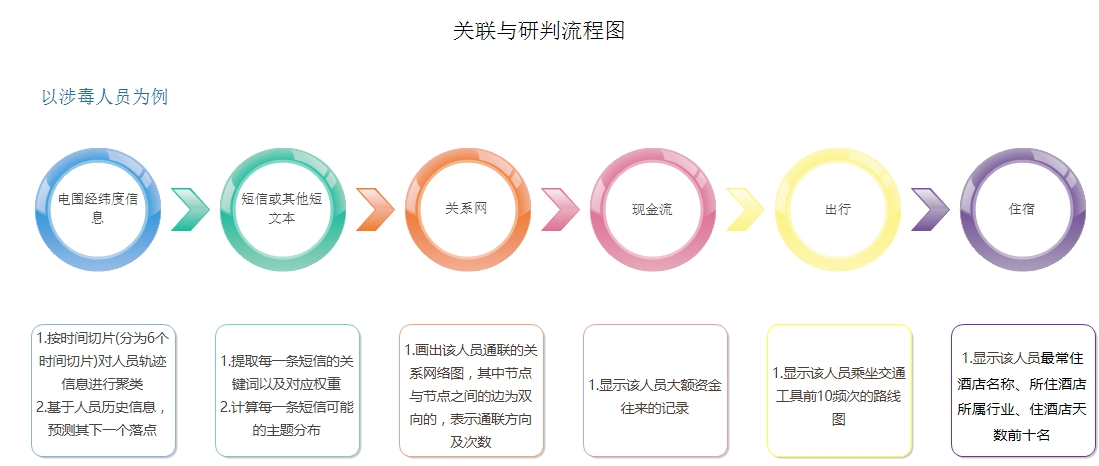 关联与研判流程图
以涉毒人员为例
电围经纬度信
息
短信或其他短
文本
关系网
现金流
出行
住宿
1.按时间切片(分为6个
时间切片)对人员轨迹
信息进行聚类
2.基于人员历史信息，
预测其下一个落点
1.提取每一条短信的关
键词以及对应权重
2.计算每一条短信可能
的主题分布
1.画出该人员通联的关
系网络图，其中节点
与节点之间的边为双
向的，表示通联方向
及次数
1.显示该人员大额资金
往来的记录
1.显示该人员乘坐交通
工具前10频次的路线
图
1.显示该人员最常住
酒店名称、所住酒店
所属行业、住酒店天
数前十名